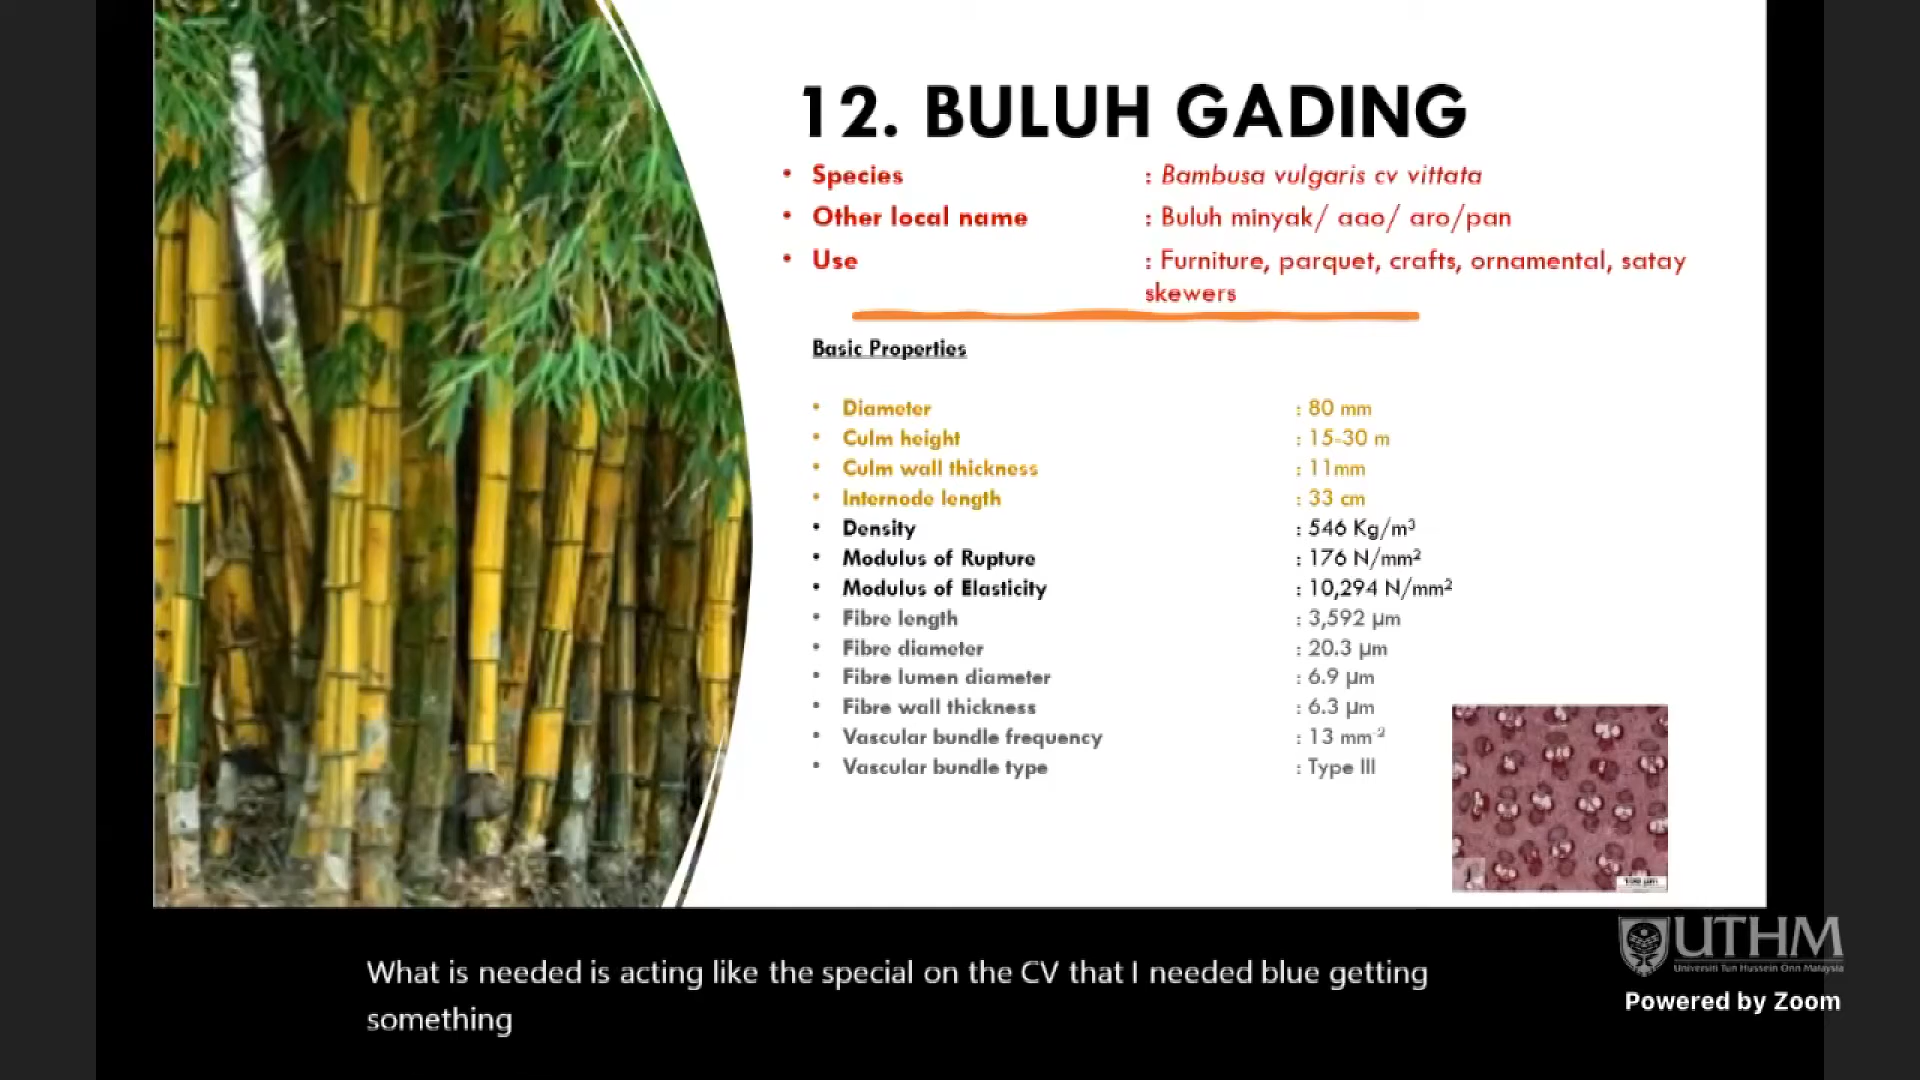 12. BULUH GADING
• Species : Bambusa vulgaris cv vittata
• Other local name : Buluh minyak/ aao/ aro/pan
• Use : Furniture, parquet, crafts, ornamental, satay
skewers
Basic Properties
• Diameter : 80 mm
• Culm height : 15-30 m
• Culm wall thickness : 11mm
• Internode length : 33 cm
• Density : 546 Kg/m³
• Modulus of Rupture : 176 N/mm²
• Modulus of Elasticity : 10,294 N/mm²
• Fibre length : 3,592 µm
• Fibre diameter : 20.3 µm
• Fibre lumen diameter : 6.9 µm
• Fibre wall thickness : 6.3 µm
• Vascular bundle frequency : 13 mm⁻²
• Vascular bundle type : Type III
UTHM
Universiti Tun Hussein Onn Malaysia
Powered by Zoom
What is needed is acting like the special on the CV that I needed blue getting
something